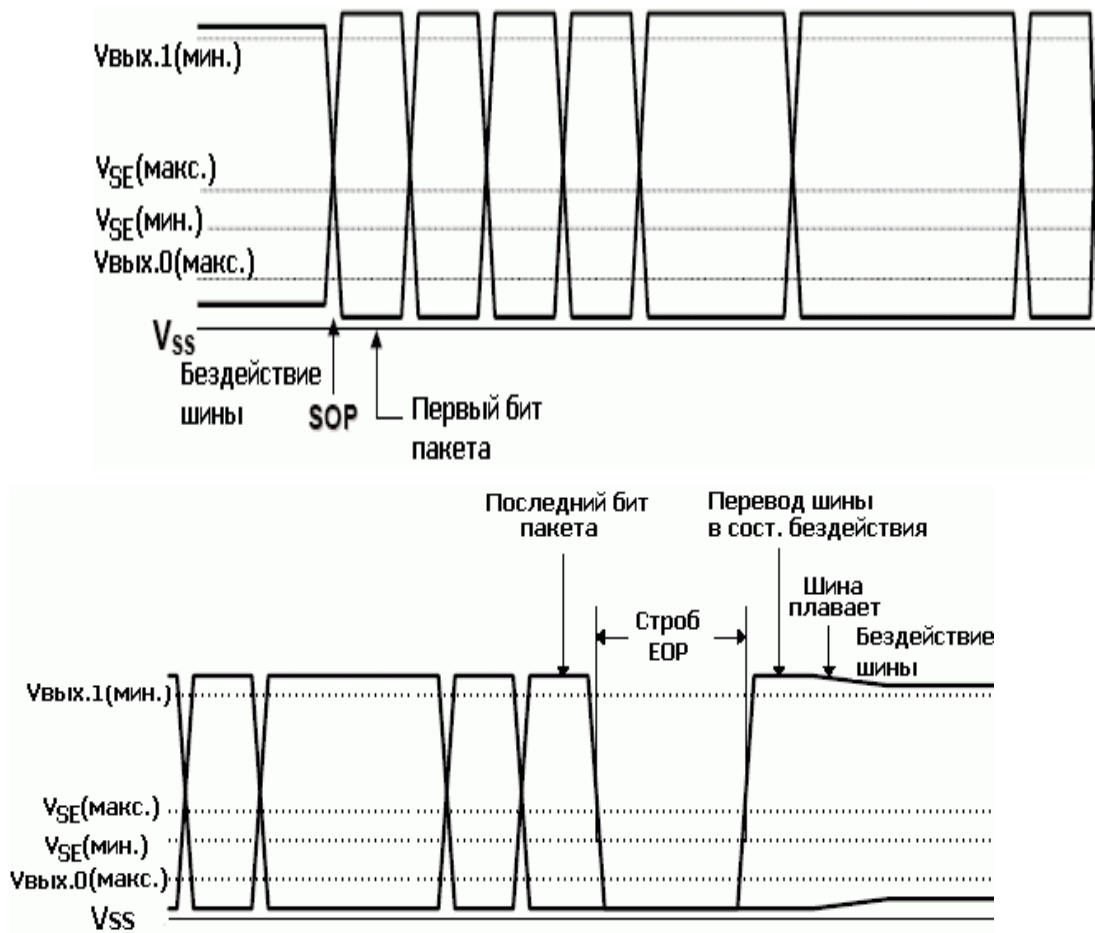 Vвых.1(мин.)
VSE(макс.)
VSE(мин.)
Vвых.0(макс.)
VSS
Бездействие
шины
SOP
Первый бит
пакета
Последний бит
пакета
Перевод шины
в сост. бездействия
Шина
плавает
Строб
EOP
Бездействие
шины
Vвых.1(мин.)
VSE(макс.)
VSE(мин.)
Vвых.0(макс.)
VSS